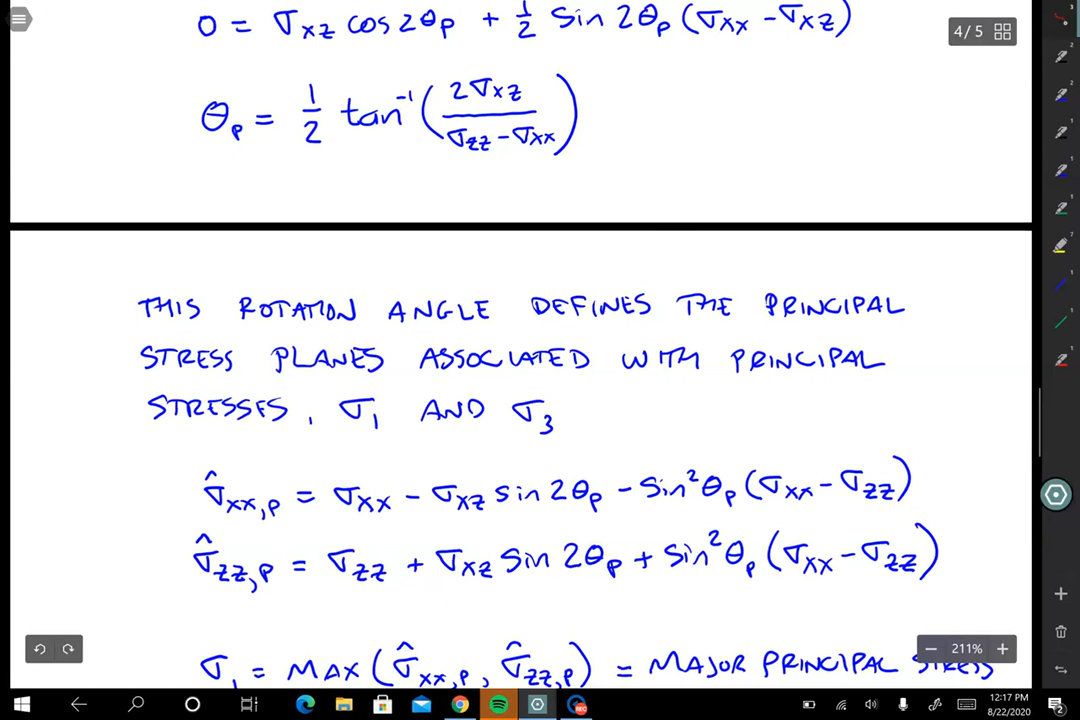 0 = σxz cos 2θp + 1/2 sin 2θp (σxx - σxz)
4 / 5
θp = 1/2 tan⁻¹ (2σxz / σzz - σxx)
THIS ROTATION ANGLE DEFINES THE PRINCIPAL
STRESS PLANES ASSOCIATED WITH PRINCIPAL
STRESSES, σ1 AND σ3
σ̂xx,p = σxx - σxz sin 2θp - sin²θp (σxx - σzz)
σ̂zz,p = σzz + σxz sin 2θp + sin²θp (σxx - σzz)
σ1 = MAX (σ̂xx,p, σ̂zz,p) = MAJOR PRINCIPAL STRESS
211%
12:17 PM
8/22/2020